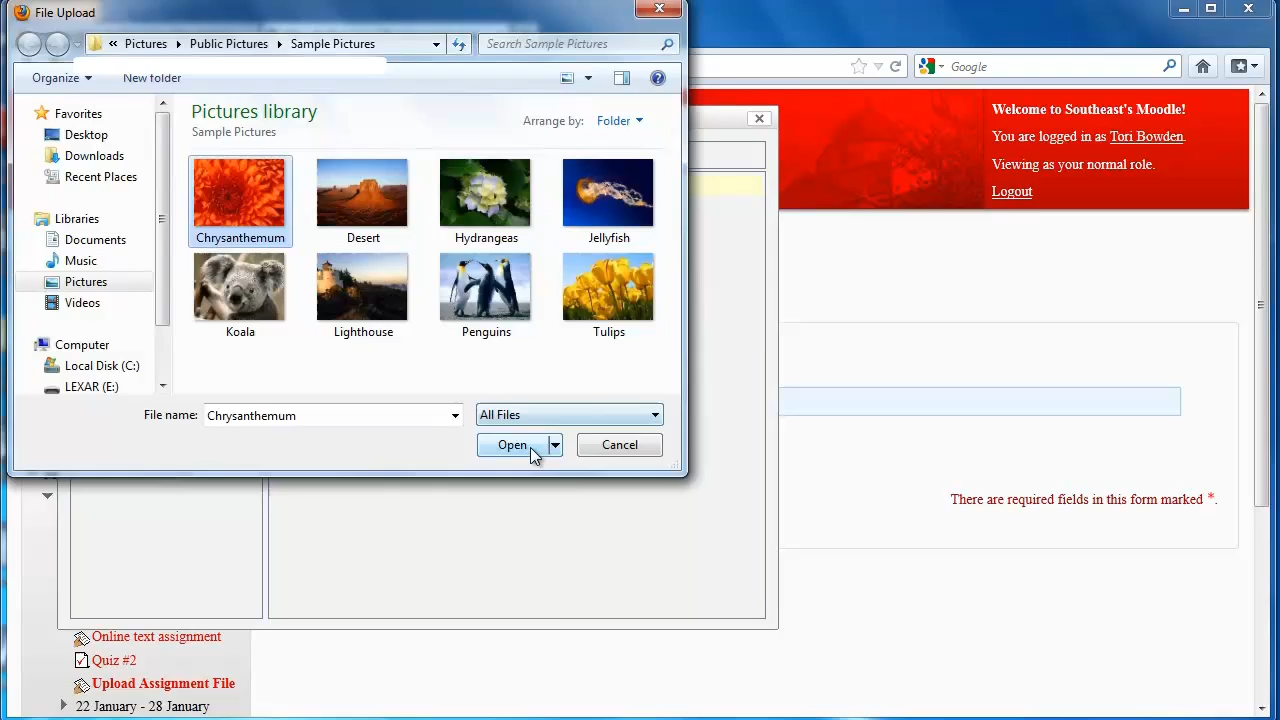 File Upload
« Pictures Public Pictures Sample Pictures
Search Sample Pictures
Organize New folder
Google
Favorites
Desktop
Downloads
Recent Places
Libraries
Documents
Music
Pictures
Videos
Computer
Local Disk (C:)
LEXAR (E:)
Pictures library
Sample Pictures
Arrange by: Folder
Chrysanthemum Desert Hydrangeas Jellyfish
Koala Lighthouse Penguins Tulips
File name: Chrysanthemum All Files
Open Cancel
Welcome to Southeast's Moodle!
You are logged in as Tori Bowden.
Viewing as your normal role.
Logout
There are required fields in this form marked *.
Online text assignment
Quiz #2
Upload Assignment File
22 January - 28 January